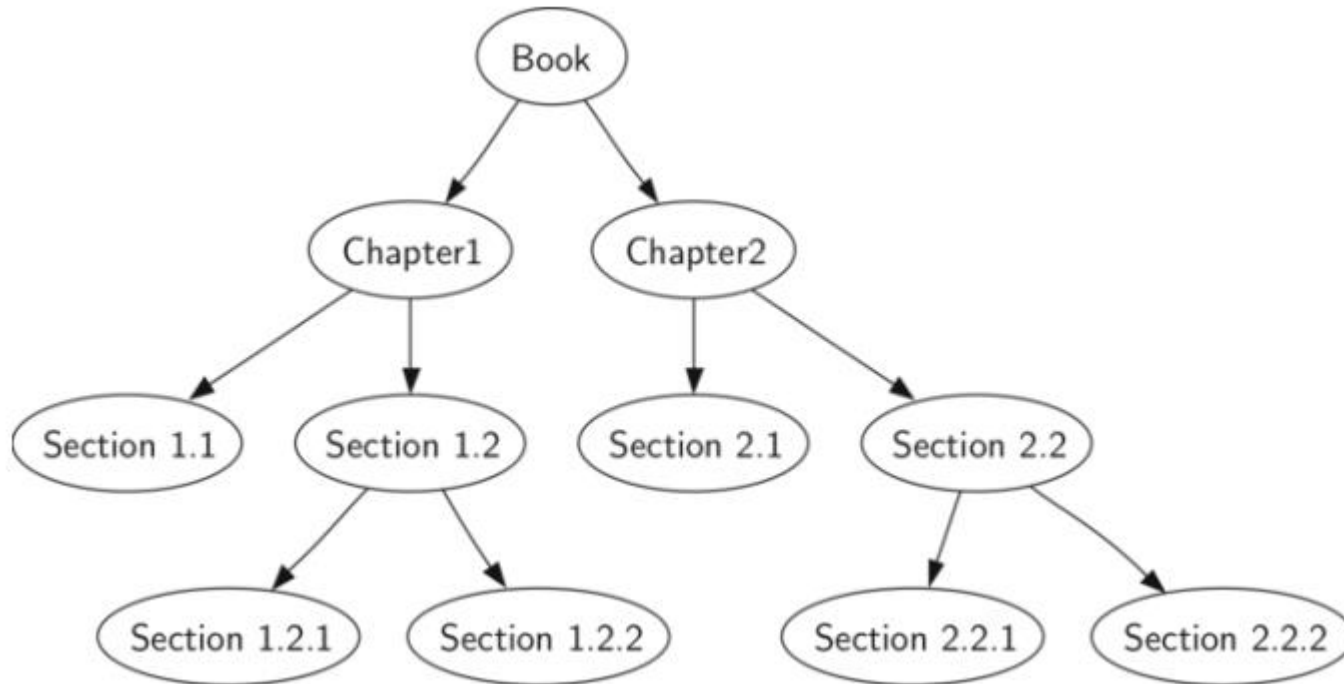 Book
Chapter1
Chapter2
Section 1.1
Section 1.2
Section 2.1
Section 2.2
Section 1.2.1
Section 1.2.2
Section 2.2.1
Section 2.2.2